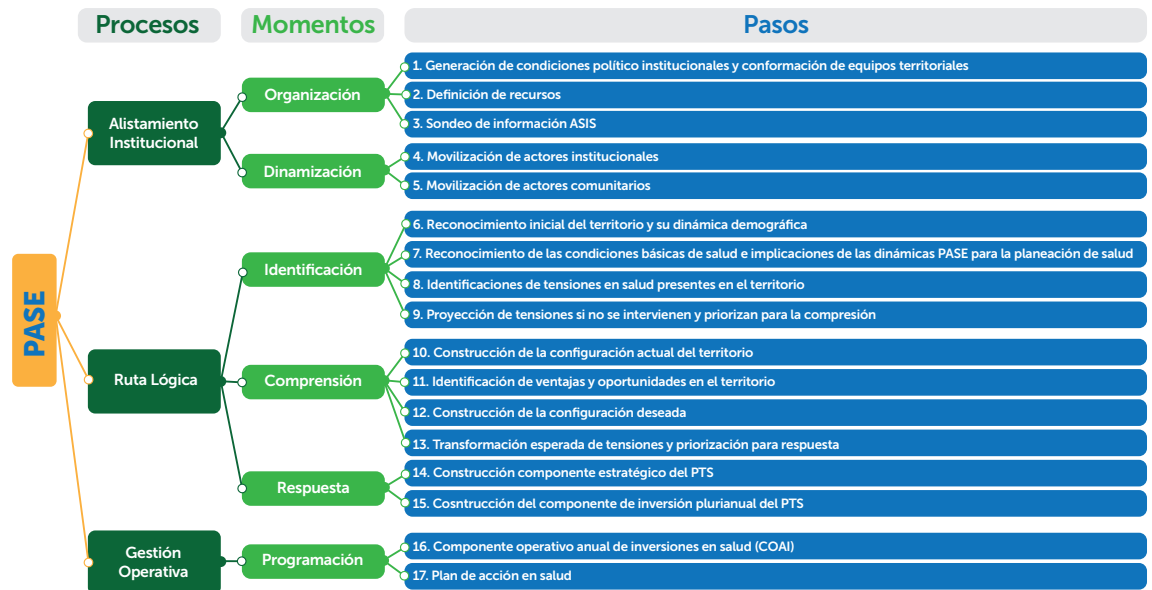 Procesos
Momentos
Pasos
PASE
Alistamiento
Institucional
Organización
1. Generación de condiciones político institucionales y conformación de equipos territoriales
2. Definición de recursos
3. Sondeo de información ASIS
Dinamización
4. Movilización de actores institucionales
5. Movilización de actores comunitarios
Ruta Lógica
Identificación
6. Reconocimiento inicial del territorio y su dinámica demográfica
7. Reconocimiento de las condiciones básicas de salud e implicaciones de las dinámicas PASE para la planeación de salud
8. Identificaciones de tensiones en salud presentes en el territorio
9. Proyección de tensiones si no se intervienen y priorizan para la compresión
Comprensión
10. Construcción de la configuración actual del territorio
11. Identificación de ventajas y oportunidades en el territorio
12. Construcción de la configuración deseada
13. Transformación esperada de tensiones y priorización para respuesta
Respuesta
14. Construcción componente estratégico del PTS
15. Cosntrucción del componente de inversión plurianual del PTS
Gestión
Operativa
Programación
16. Componente operativo anual de inversiones en salud (COAI)
17. Plan de acción en salud